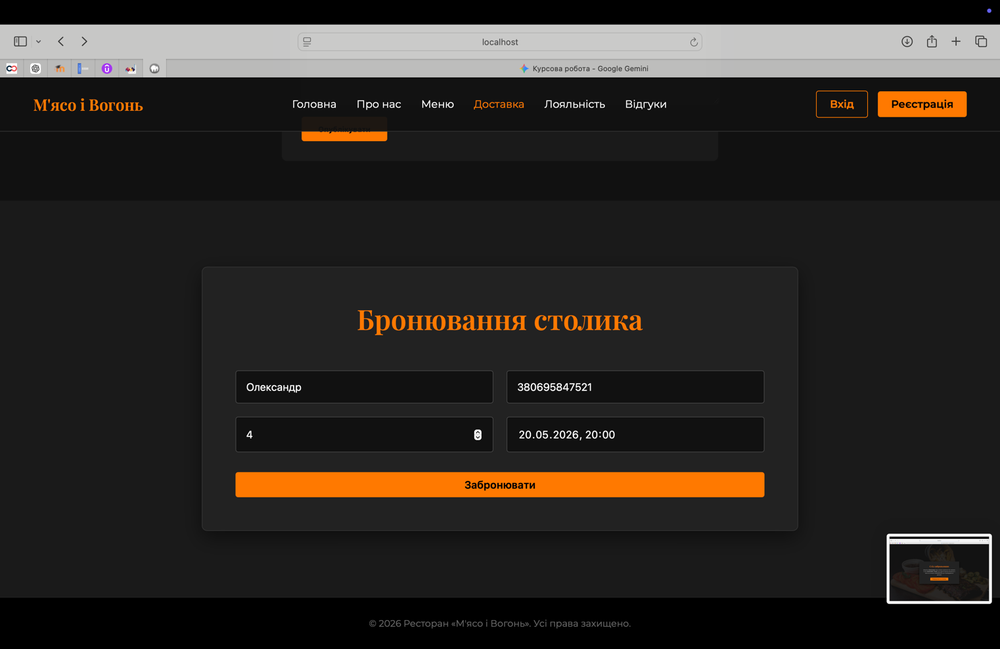 localhost
Курсова робота - Google Gemini
М'ясо і Вогонь
Головна
Про нас
Меню
Доставка
Лояльність
Відгуки
Вхід
Реєстрація
Бронювання столика
Олександр
380695847521
4
20.05.2026, 20:00
Забронювати
© 2026 Ресторан «М'ясо і Вогонь». Усі права захищено.